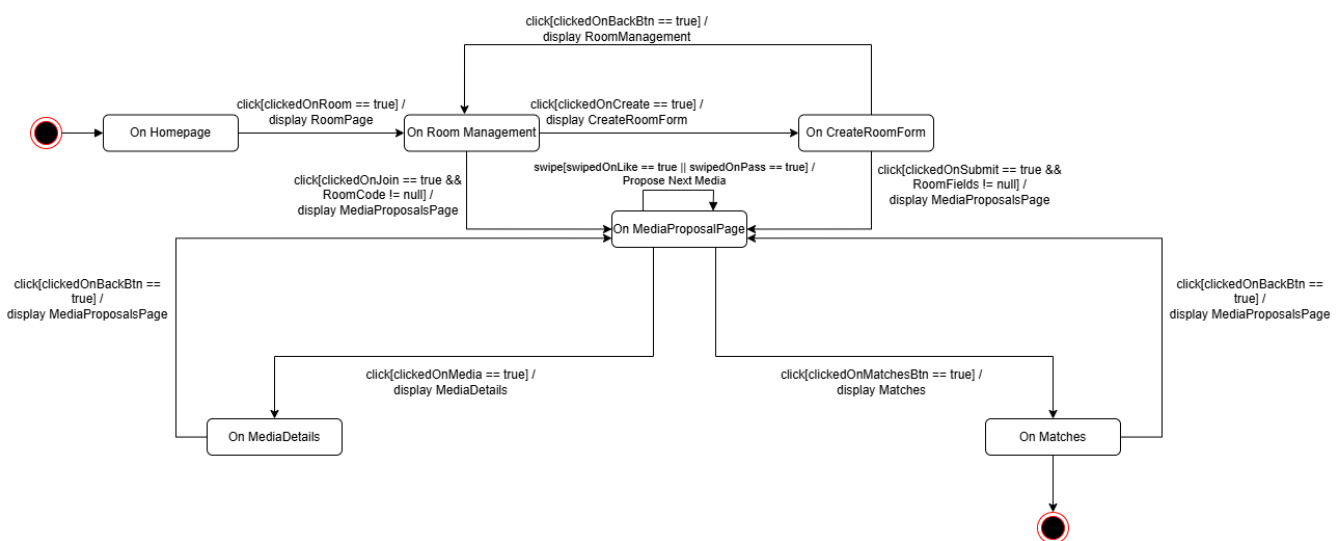 click[clickedOnBackBtn == true] /
display RoomManagement
click[clickedOnRoom == true] /
display RoomPage
click[clickedOnCreate == true] /
display CreateRoomForm
On Homepage
On Room Management
On CreateRoomForm
swipe[swipedOnLike == true || swipedOnPass == true] /
Propose Next Media
click[clickedOnJoin == true &&
RoomCode != null] /
display MediaProposalsPage
click[clickedOnSubmit == true &&
RoomFields != null] /
display MediaProposalsPage
On MediaProposalPage
click[clickedOnBackBtn ==
true] /
display MediaProposalsPage
click[clickedOnBackBtn ==
true] /
display MediaProposalsPage
click[clickedOnMedia == true] /
display MediaDetails
click[clickedOnMatchesBtn == true] /
display Matches
On MediaDetails
On Matches